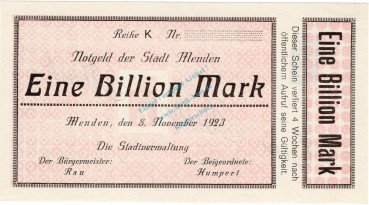 Reihe K Nr.
Notgeld der Stadt Menden
Eine Billion Mark
Menden, den 8. November 1923
Die Stadtverwaltung
Der Bürgermeister: Der Beigeordnete:
Rau Humpert
Dieser Schein verliert 4 Wochen nach
öffentlichem Aufruf seine Gültigkeit.
Eine Billion Mark